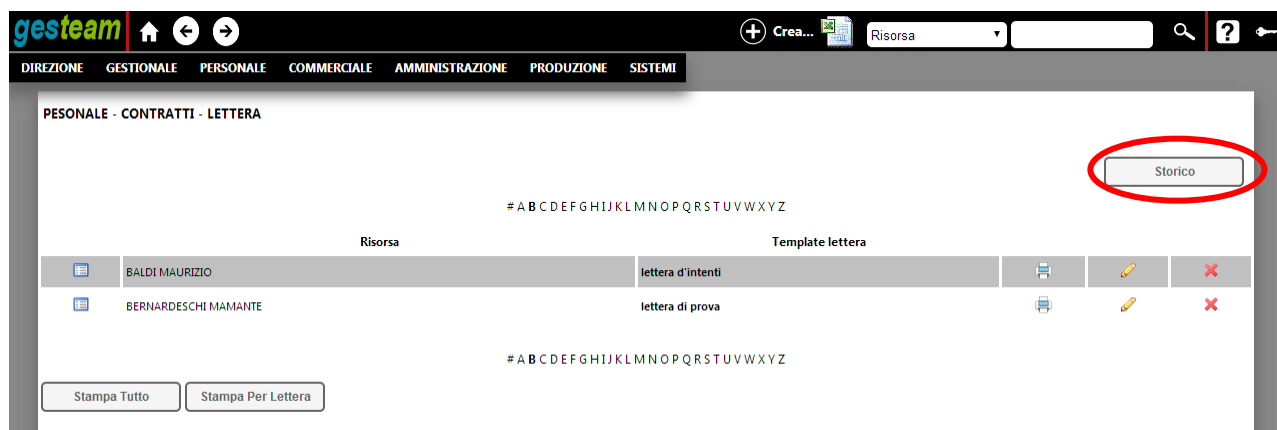 gesteam Crea... Risorsa ?
DIREZIONE GESTIONALE PERSONALE COMMERCIALE AMMINISTRAZIONE PRODUZIONE SISTEMI
PESONALE - CONTRATTI - LETTERA
Storico
# A B C D E F G H I J K L M N O P Q R S T U V W X Y Z
Risorsa Template lettera
BALDI MAURIZIO lettera d'intenti
BERNARDESCHI MAMANTE lettera di prova
# A B C D E F G H I J K L M N O P Q R S T U V W X Y Z
Stampa Tutto Stampa Per Lettera